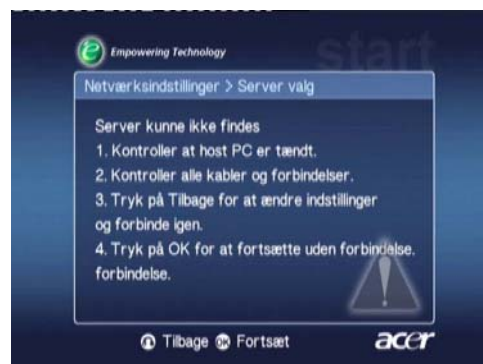 start
e Empowering Technology
Netværksindstillinger > Server valg
Server kunne ikke findes
1. Kontroller at host PC er tændt.
2. Kontroller alle kabler og forbindelser.
3. Tryk på Tilbage for at ændre indstillinger
og forbinde igen.
4. Tryk på OK for at fortsætte uden forbindelse.
forbindelse.
Tilbage OK Fortsæt
acer